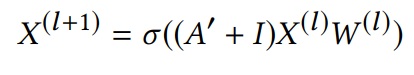 X^{(l+1)} = σ((A′ + I)X^{(l)}W^{(l)})